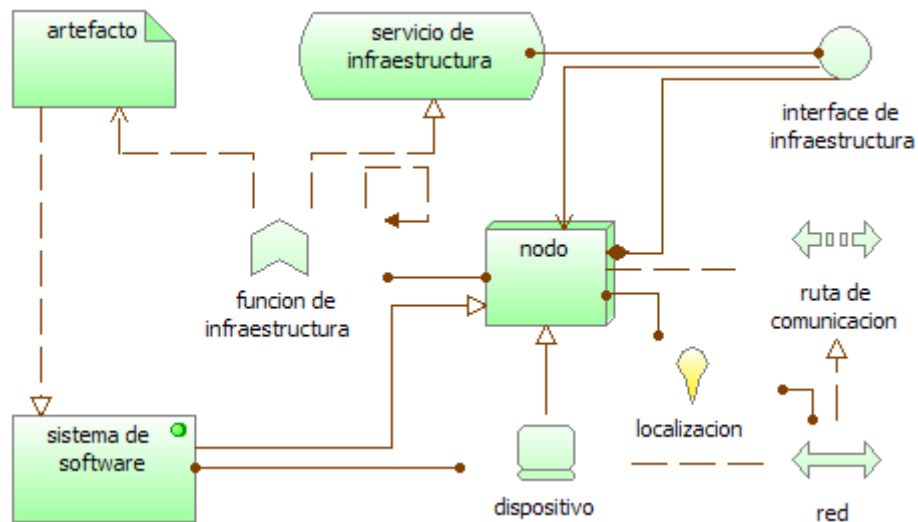 artefacto
servicio de
infraestructura
interface de
infraestructura
nodo
funcion de
infraestructura
ruta de
comunicacion
sistema de
software
localizacion
dispositivo
red